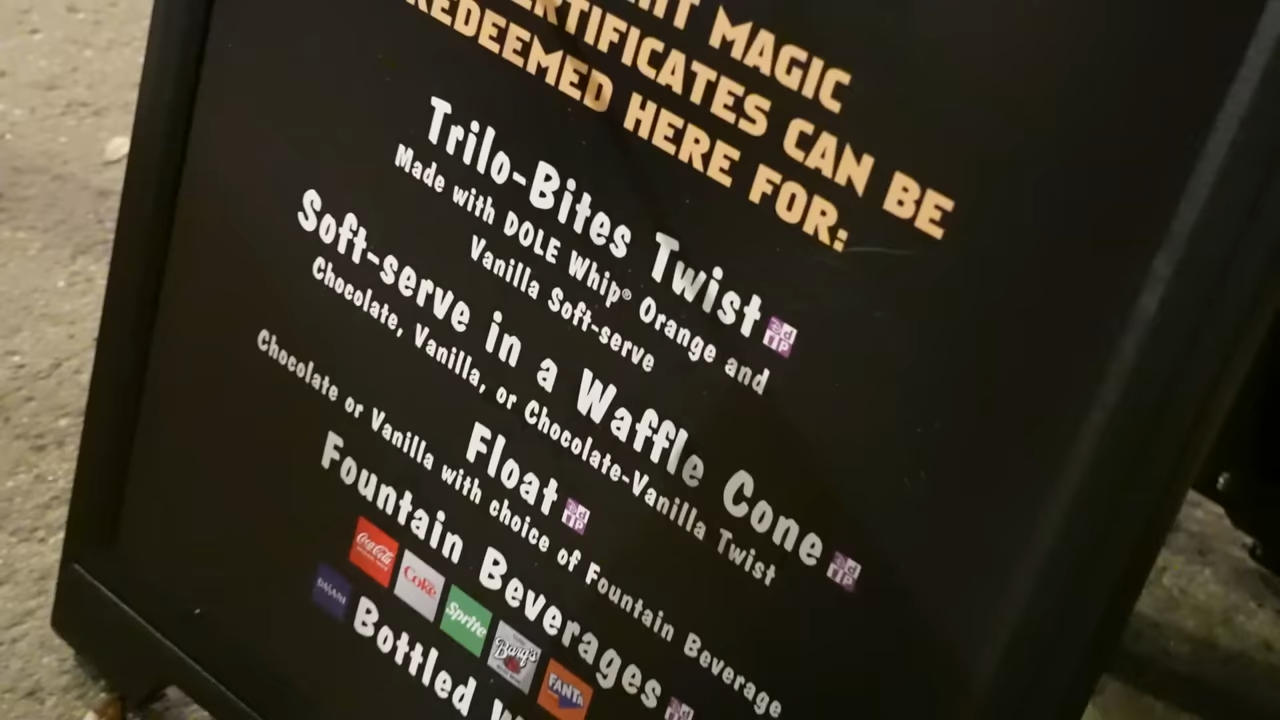 MAGIC
CERTIFICATES CAN BE
REDEEMED HERE FOR:
Trilo-Bites Twist
Made with DOLE Whip® Orange and
Vanilla Soft-serve
Soft-serve in a Waffle Cone
Chocolate, Vanilla, or Chocolate-Vanilla Twist
Float
Chocolate or Vanilla with choice of Fountain Beverage
Fountain Beverages
Coca-Cola Coke Sprite Barq's FANTA
DASANI Bottled